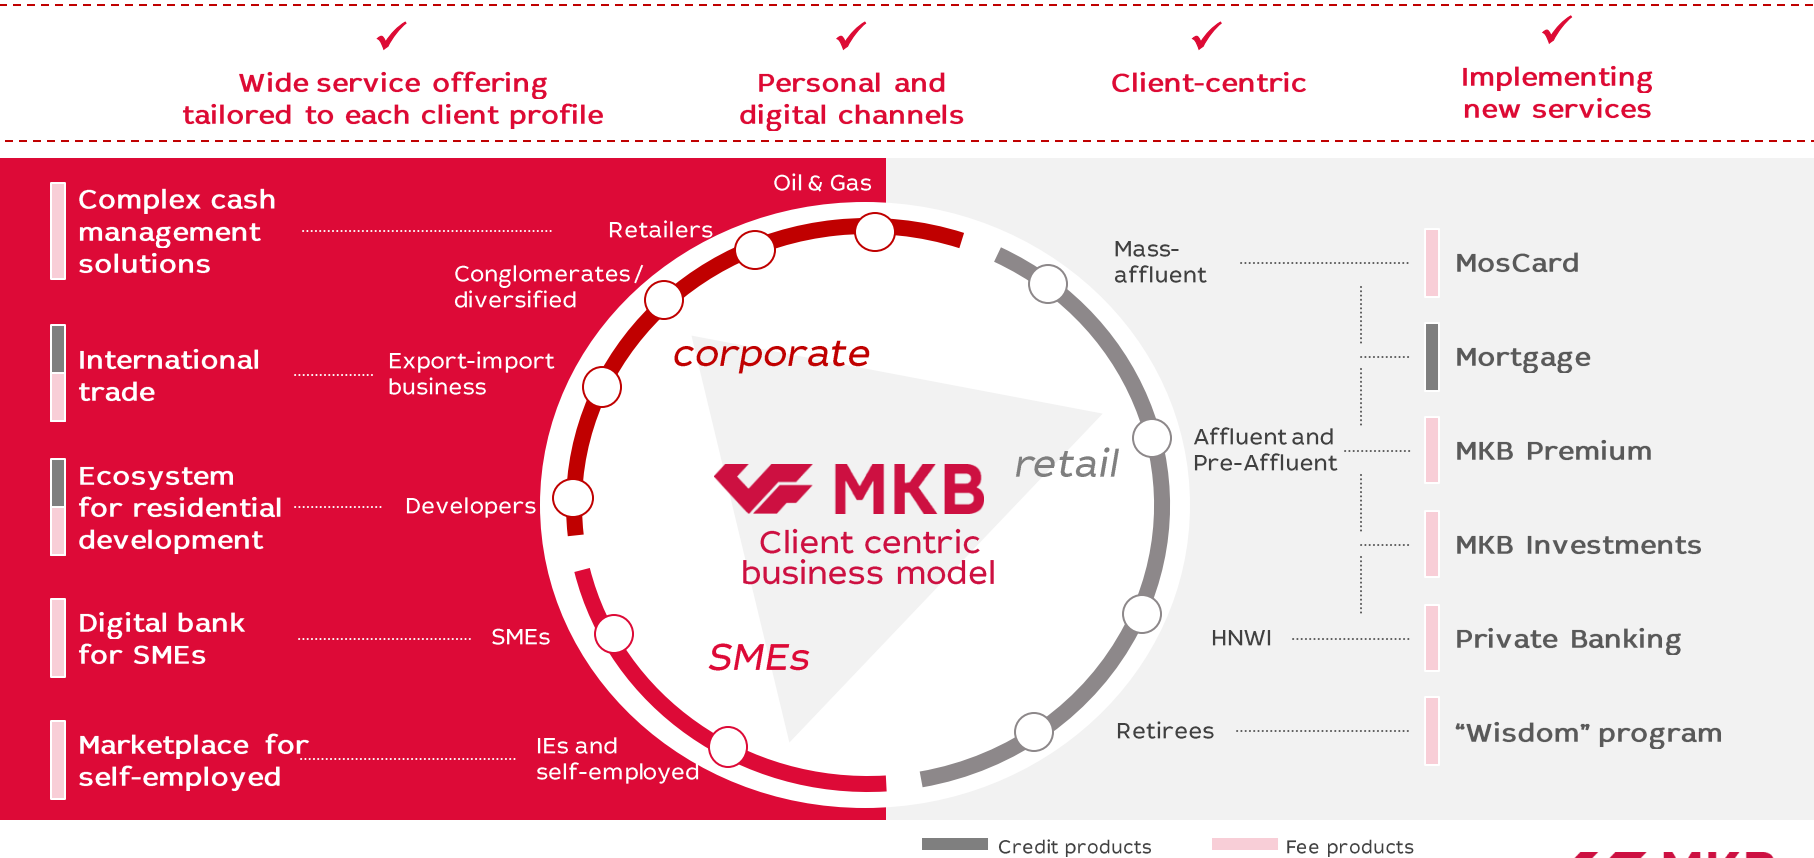 Wide service offering
tailored to each client profile
Personal and
digital channels
Client-centric
Implementing
new services
Complex cash
management
solutions
International
trade
Ecosystem
for residential
development
Digital bank
for SMEs
Marketplace for
self-employed
Oil & Gas
Retailers
Conglomerates/
diversified
Export-import
business
Developers
SMEs
IEs and
self-employed
corporate
retail
SMEs
MKB
Client centric
business model
Mass-
affluent
Affluent and
Pre-Affluent
HNWI
Retirees
MosCard
Mortgage
MKB Premium
MKB Investments
Private Banking
“Wisdom” program
Credit products
Fee products
MKB